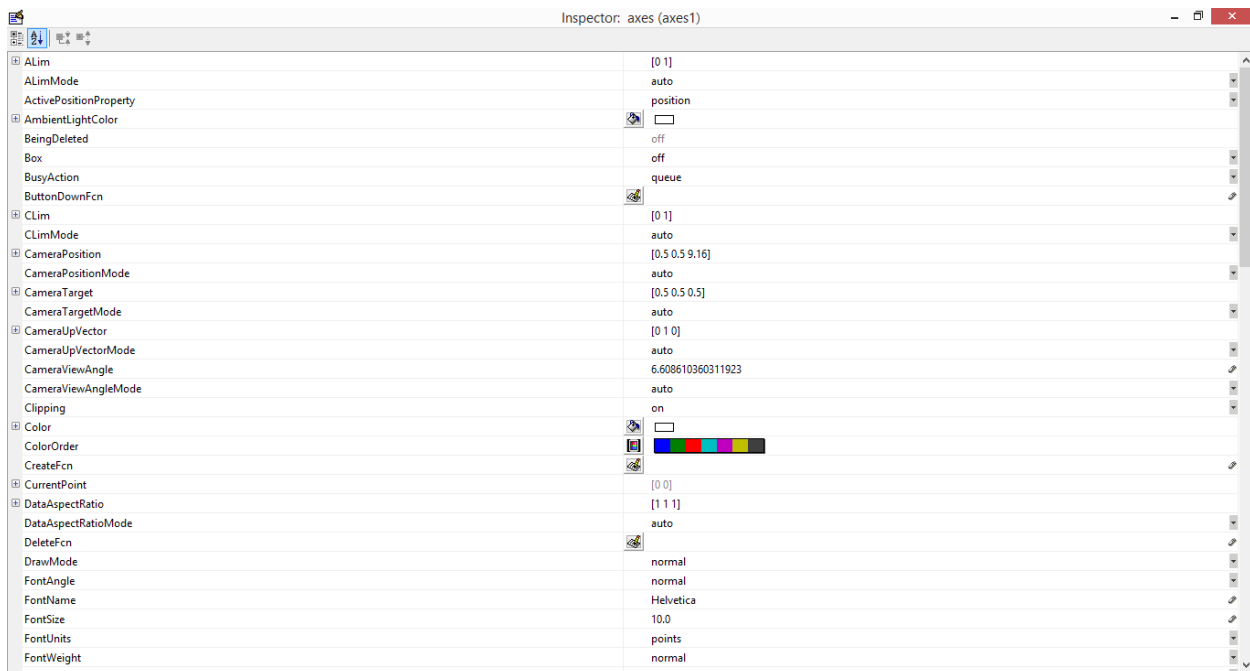 Inspector: axes (axes1)
ALim [0 1]
ALimMode auto
ActivePositionProperty position
AmbientLightColor
BeingDeleted off
Box off
BusyAction queue
ButtonDownFcn
CLim [0 1]
CLimMode auto
CameraPosition [0.5 0.5 9.16]
CameraPositionMode auto
CameraTarget [0.5 0.5 0.5]
CameraTargetMode auto
CameraUpVector [0 1 0]
CameraUpVectorMode auto
CameraViewAngle 6.608610360311923
CameraViewAngleMode auto
Clipping on
Color
ColorOrder
CreateFcn
CurrentPoint [0 0]
DataAspectRatio [1 1 1]
DataAspectRatioMode auto
DeleteFcn
DrawMode normal
FontAngle normal
FontName Helvetica
FontSize 10.0
FontUnits points
FontWeight normal